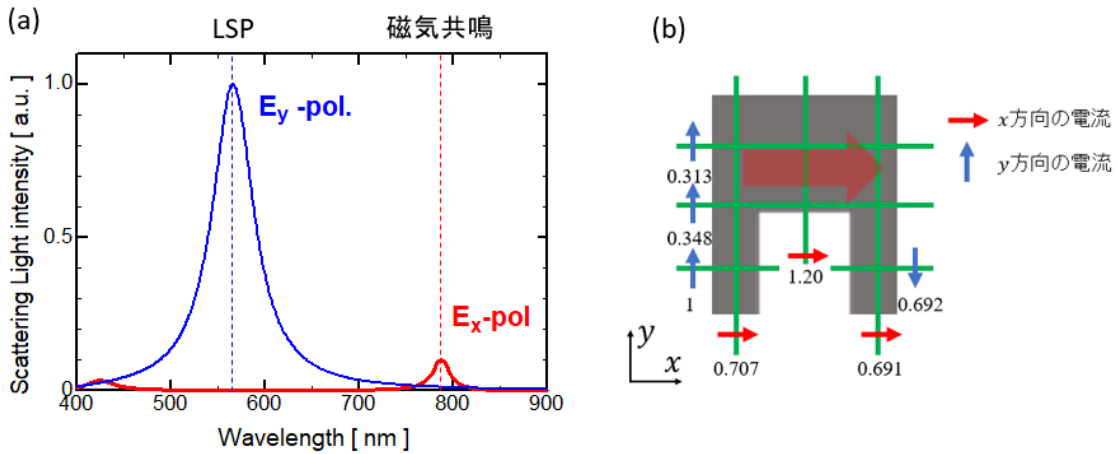 (a)
LSP
磁気共鳴
Scattering Light intensity [ a.u. ]
1.0
0.5
0
E_y -pol.
E_x-pol
400 500 600 700 800 900
Wavelength [ nm ]
(b)
x方向の電流
y方向の電流
0.313
0.348
1
1.20
0.692
0.707
0.691
y
x